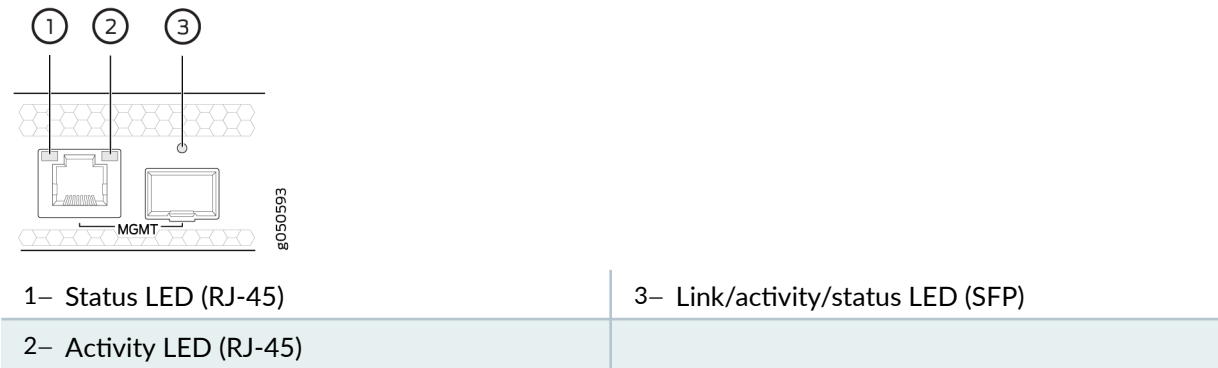 1 2 3
MGMT
g050593
1– Status LED (RJ-45)
3– Link/activity/status LED (SFP)
2– Activity LED (RJ-45)